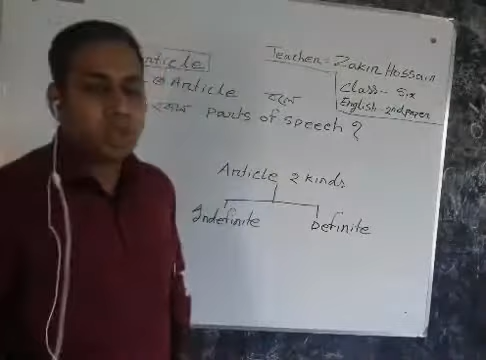 Article
Teacher = Zakir Hossain
Class - Six
English - 2nd paper
Article
Parts of speech ?
Article 2 kinds
Indefinite
Definite